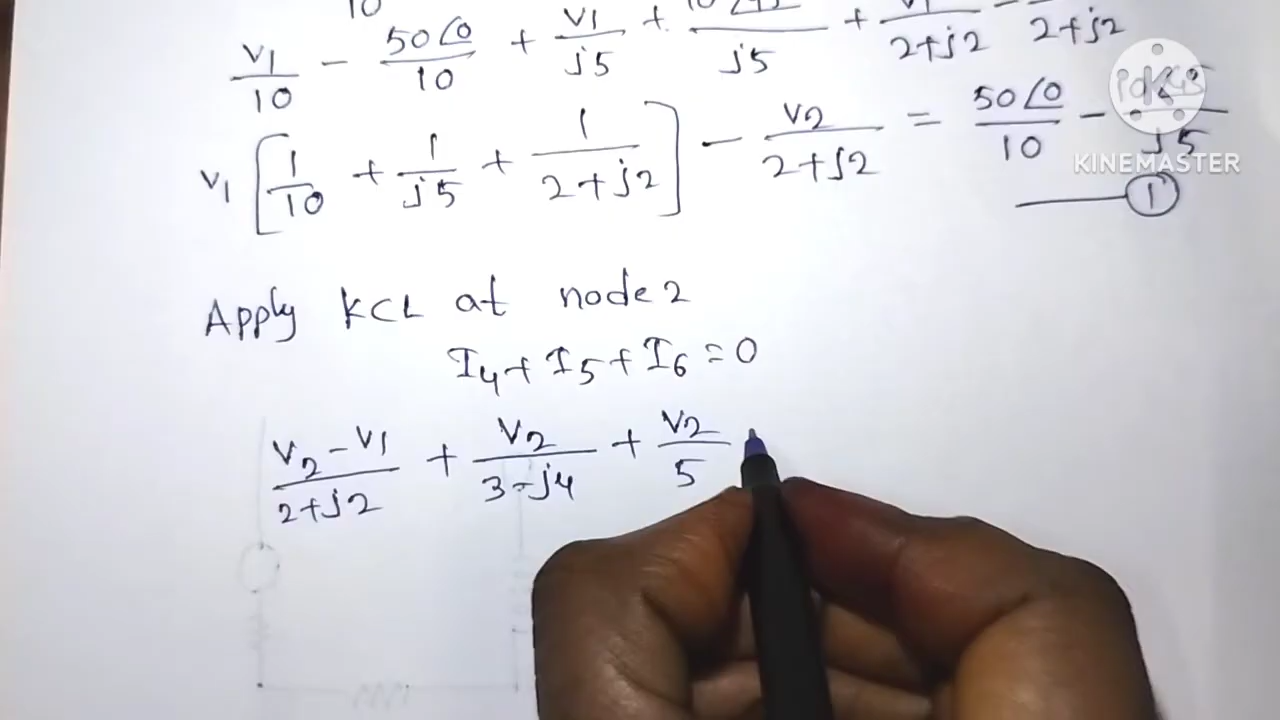 10
V1/10 - 50∠0/10 + V1/j5 + /j5 + V1/2+j2 - /2+j2
V1 [1/10 + 1/j5 + 1/2+j2] - V2/2+j2 = 50∠0/10 - /j5
KINEMASTER
1
Apply KCL at node 2
I4 + I5 + I6 = 0
V2-V1/2+j2 + V2/3-j4 + V2/5